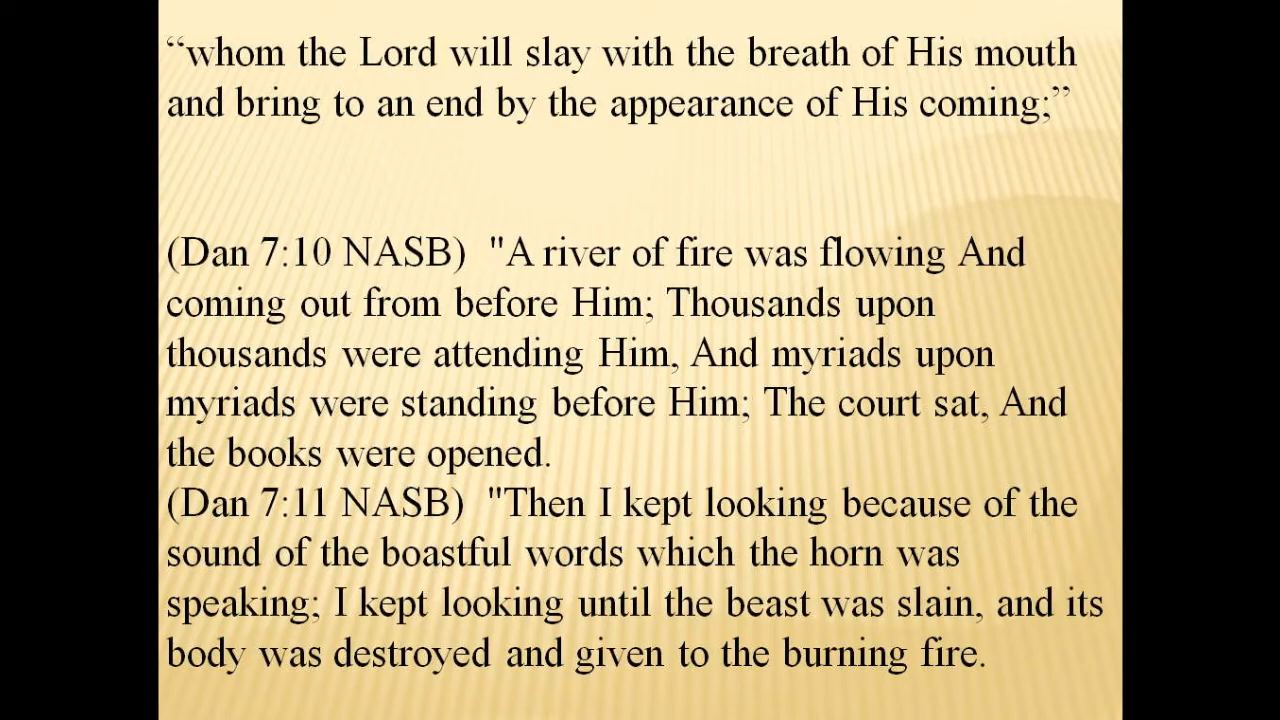 “whom the Lord will slay with the breath of His mouth
and bring to an end by the appearance of His coming;”
(Dan 7:10 NASB)  "A river of fire was flowing And
coming out from before Him; Thousands upon
thousands were attending Him, And myriads upon
myriads were standing before Him; The court sat, And
the books were opened.
(Dan 7:11 NASB)  "Then I kept looking because of the
sound of the boastful words which the horn was
speaking; I kept looking until the beast was slain, and its
body was destroyed and given to the burning fire.